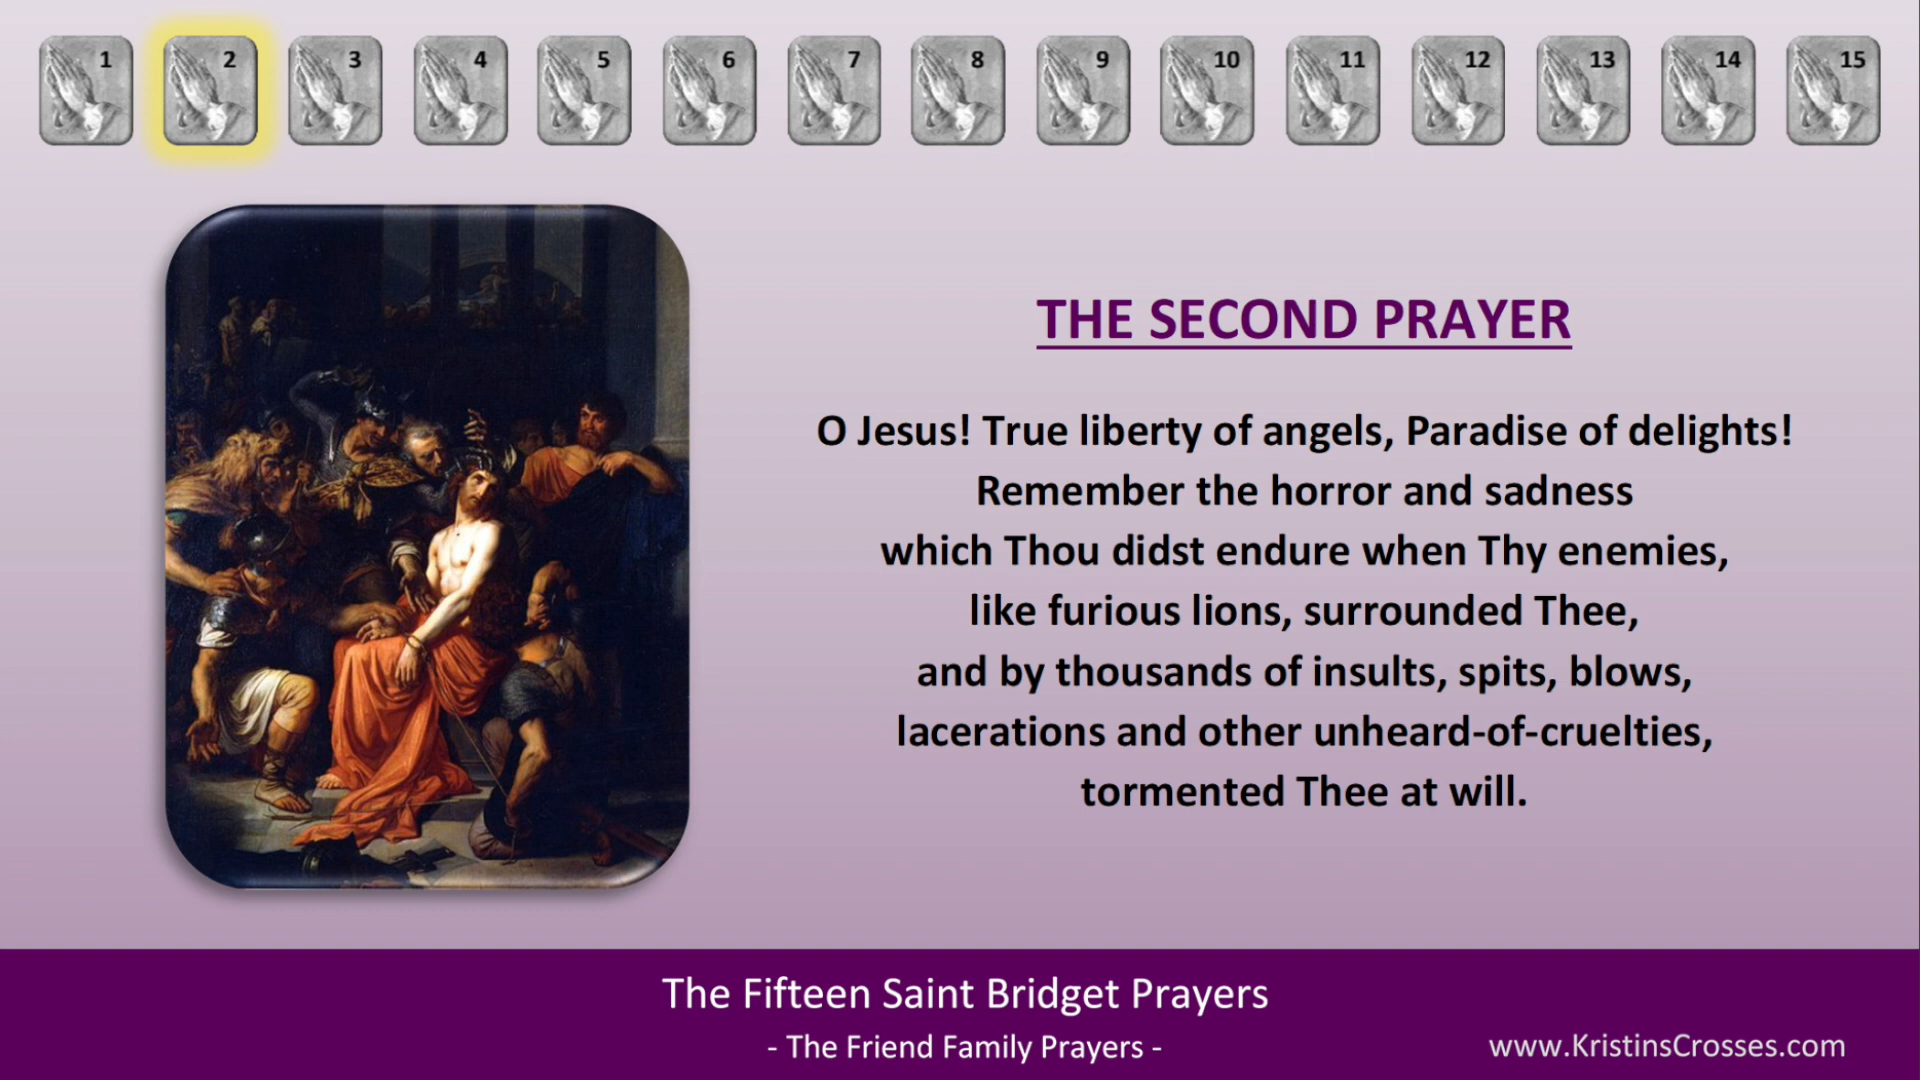 1 2 3 4 5 6 7 8 9 10 11 12 13 14 15
THE SECOND PRAYER
O Jesus! True liberty of angels, Paradise of delights!
Remember the horror and sadness
which Thou didst endure when Thy enemies,
like furious lions, surrounded Thee,
and by thousands of insults, spits, blows,
lacerations and other unheard-of-cruelties,
tormented Thee at will.
The Fifteen Saint Bridget Prayers
- The Friend Family Prayers -
www.KristinsCrosses.com